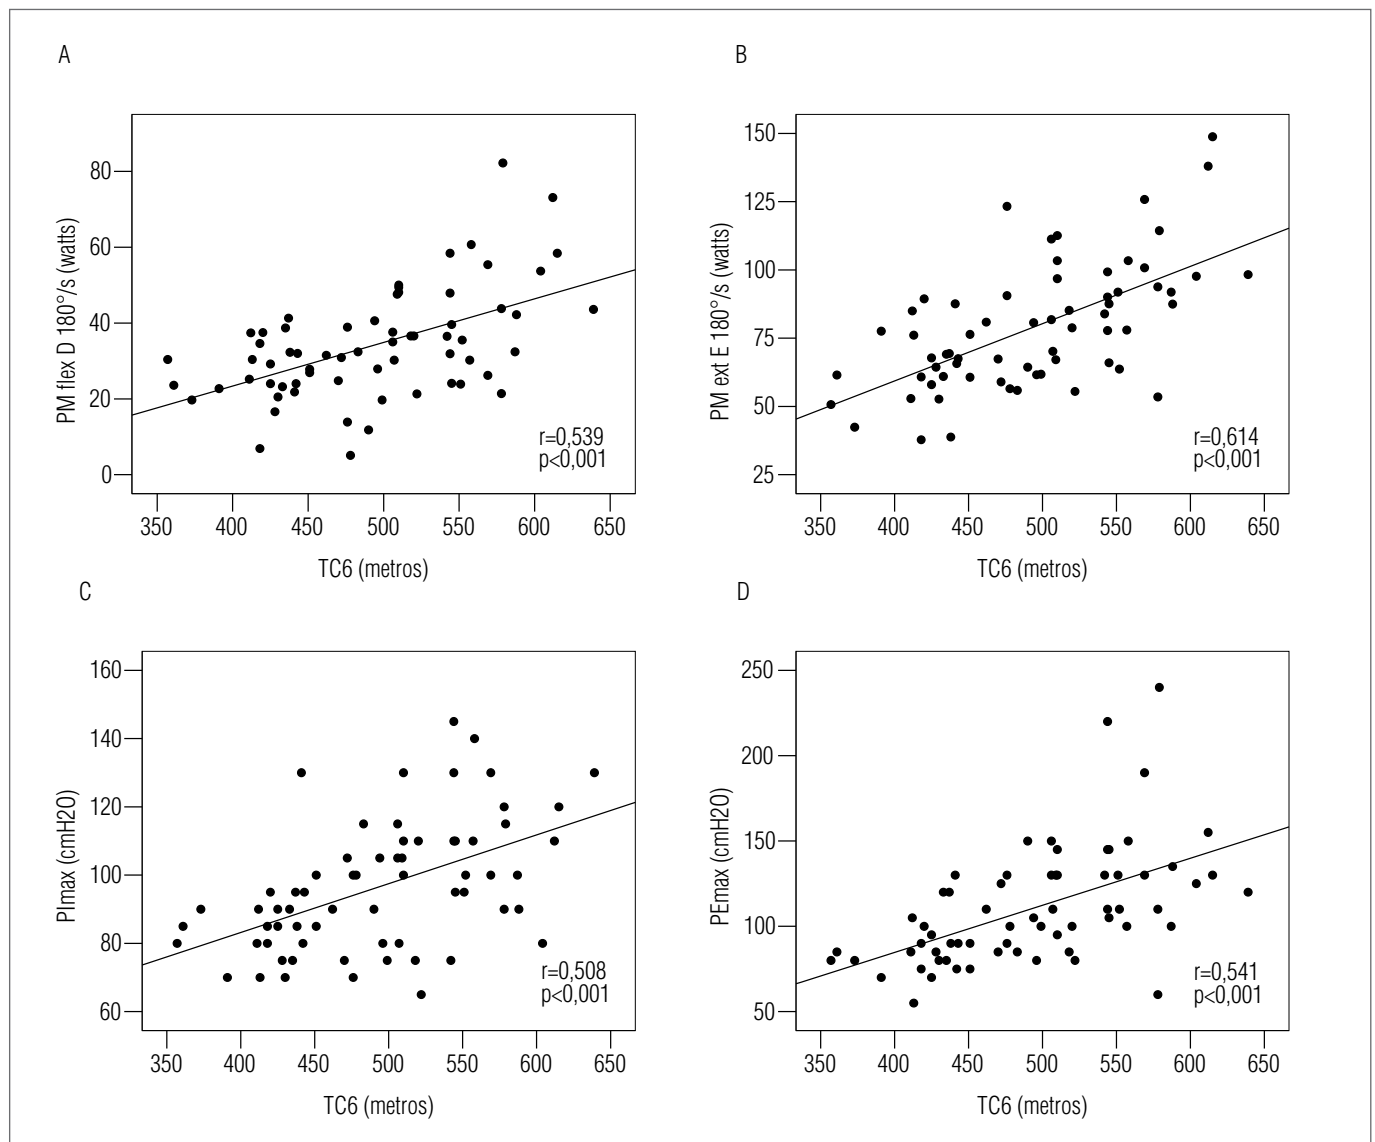 A
PM flex D 180°/s (watts)
80
60
40
20
0
r=0,539
p<0,001
350 400 450 500 550 600 650
TC6 (metros)
B
PM ext E 180°/s (watts)
150
125
100
75
50
25
r=0,614
p<0,001
350 400 450 500 550 600 650
TC6 (metros)
C
PImax (cmH2O)
160
140
120
100
80
60
r=0,508
p<0,001
350 400 450 500 550 600 650
TC6 (metros)
D
PEmax (cmH2O)
250
200
150
100
50
r=0,541
p<0,001
350 400 450 500 550 600 650
TC6 (metros)